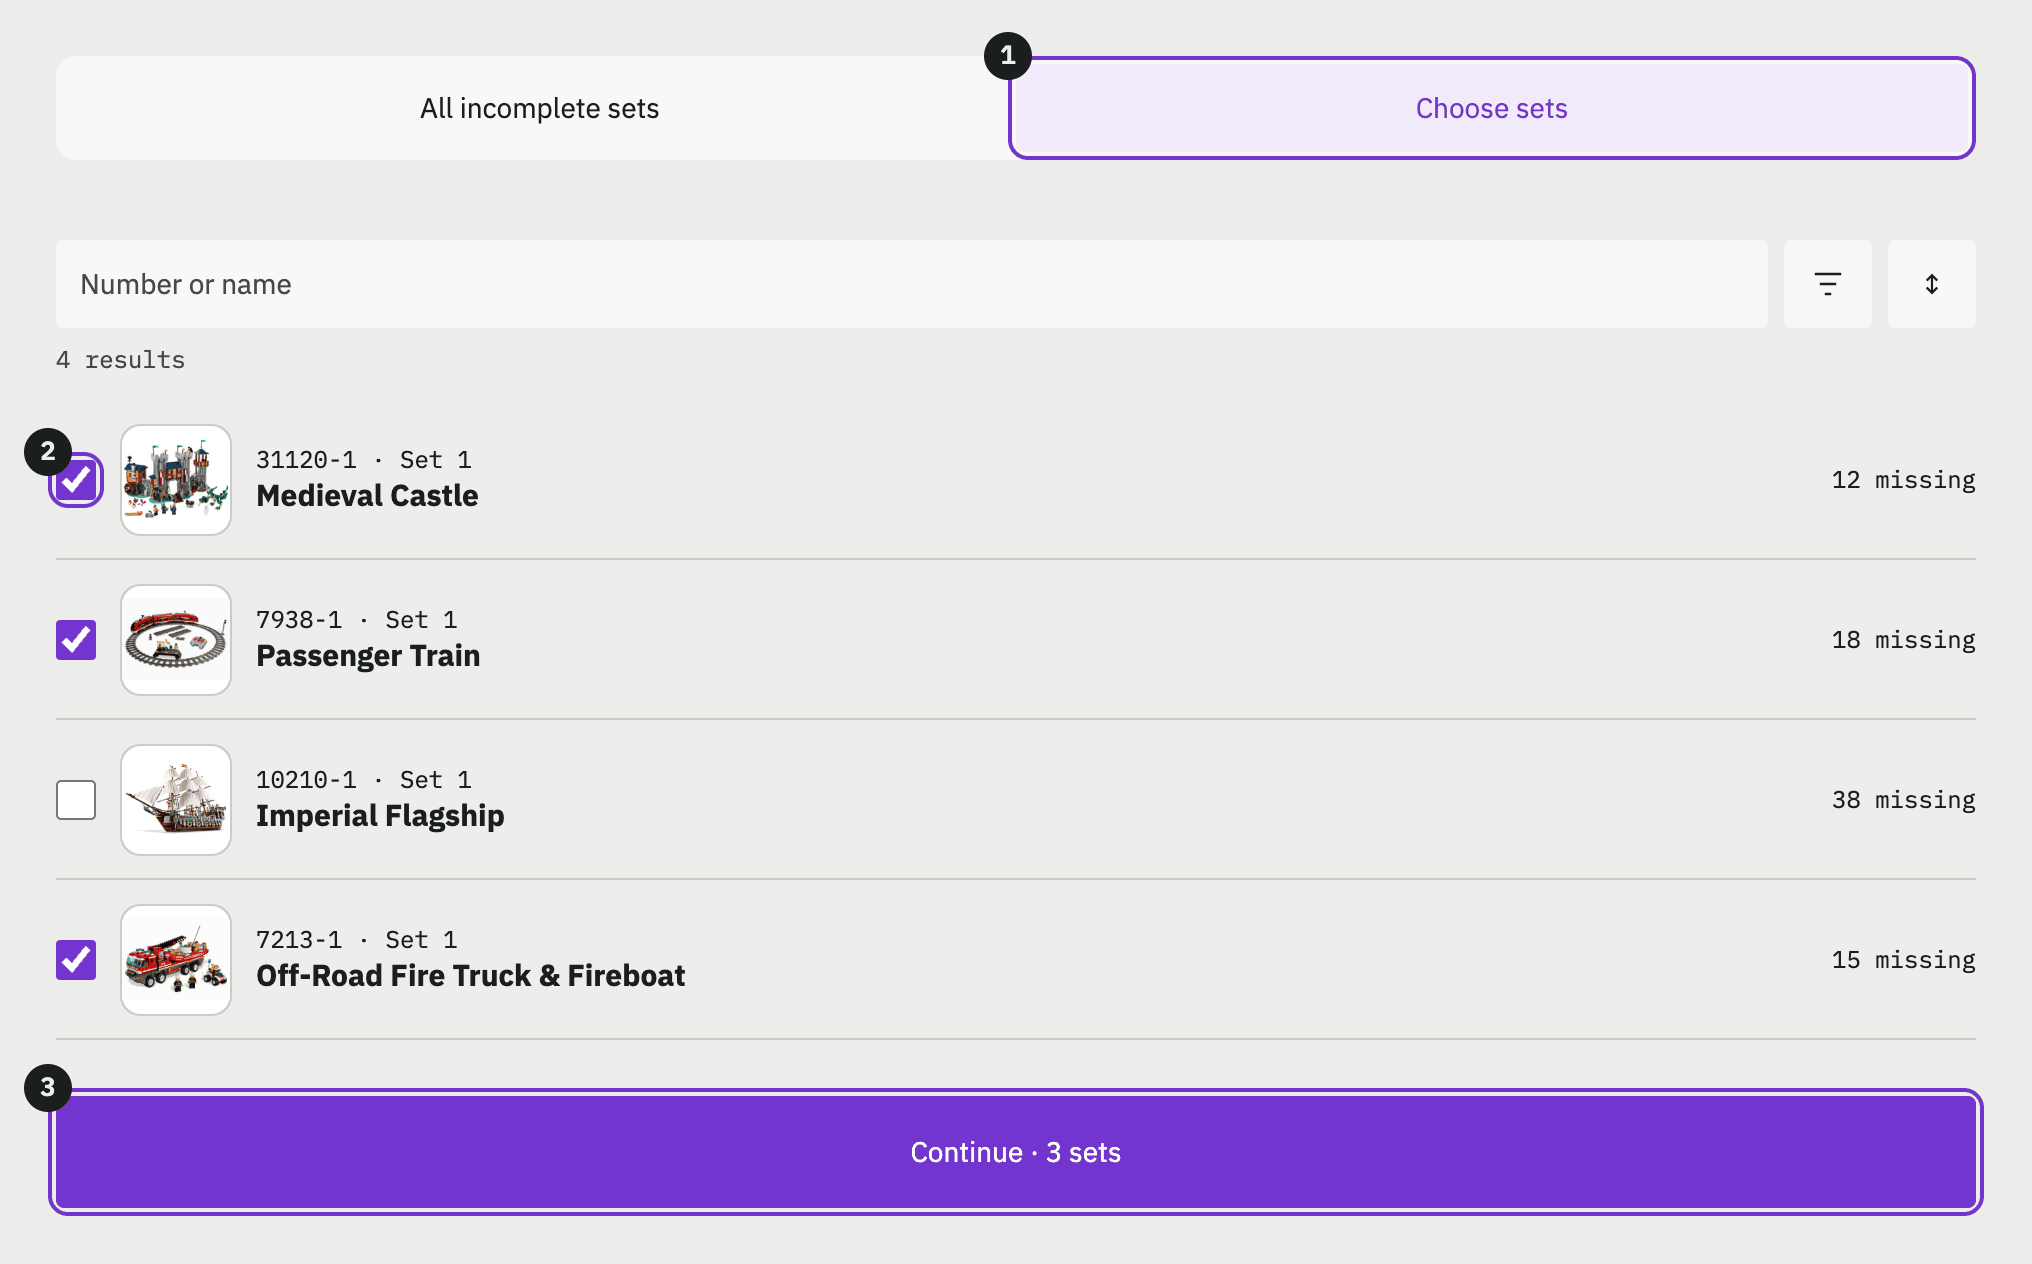 1
All incomplete sets
Choose sets
Number or name
4 results
2
31120-1 · Set 1
Medieval Castle
12 missing
7938-1 · Set 1
Passenger Train
18 missing
10210-1 · Set 1
Imperial Flagship
38 missing
7213-1 · Set 1
Off-Road Fire Truck & Fireboat
15 missing
3
Continue · 3 sets